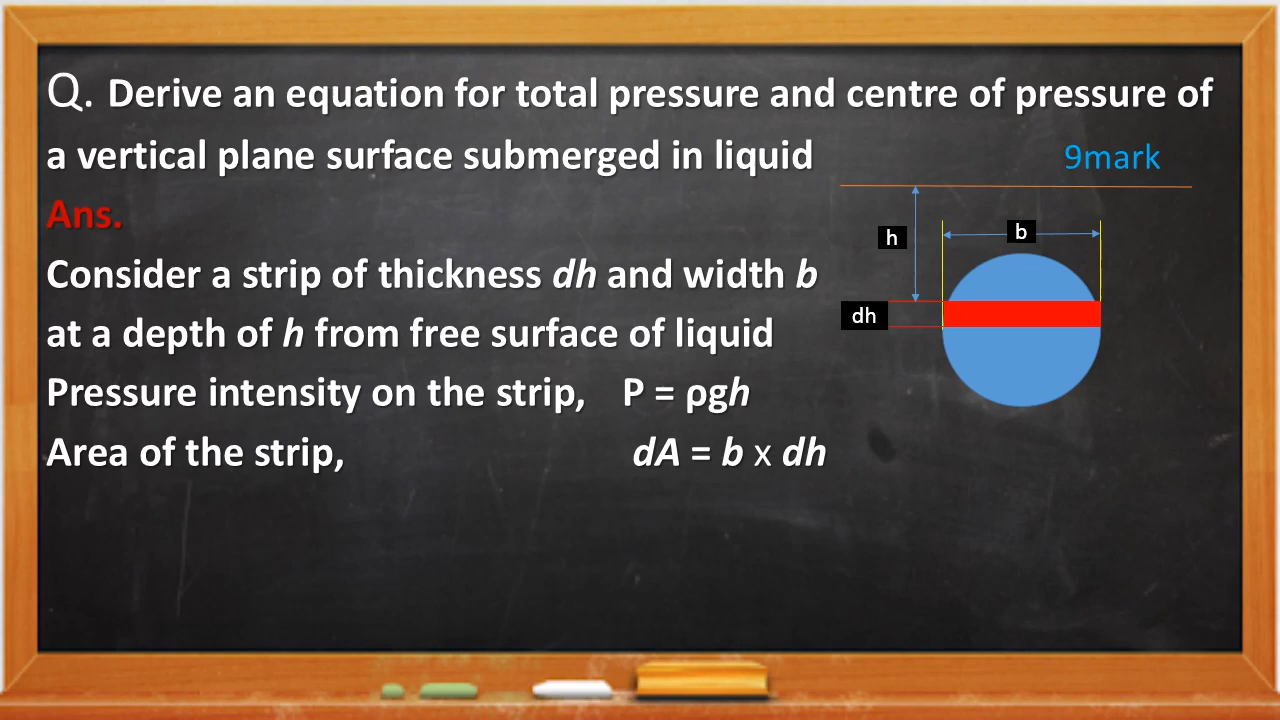 Q. Derive an equation for total pressure and centre of pressure of
a vertical plane surface submerged in liquid 9mark
Ans.
Consider a strip of thickness dh and width b
at a depth of h from free surface of liquid
Pressure intensity on the strip, P = ρgh
Area of the strip, dA = b x dh
h
b
dh